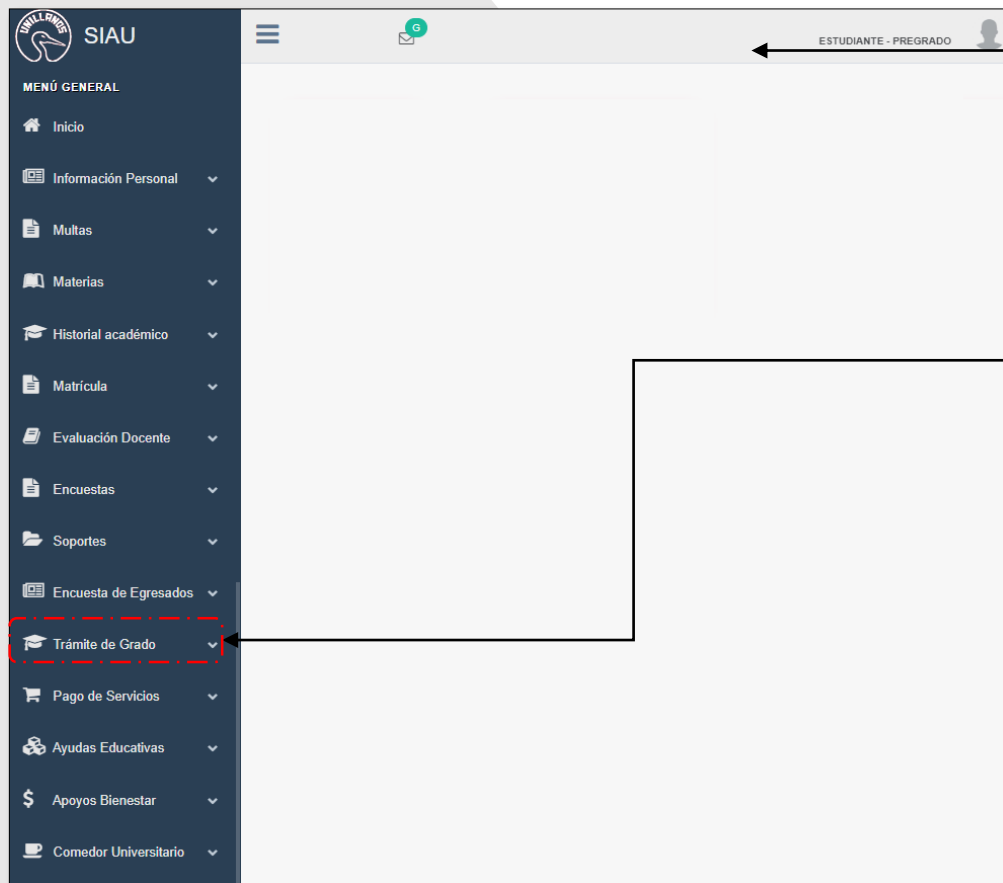 UNILLANOS
SIAU
G
ESTUDIANTE - PREGRADO
MENÚ GENERAL
Inicio
Información Personal
Multas
Materias
Historial académico
Matrícula
Evaluación Docente
Encuestas
Soportes
Encuesta de Egresados
Trámite de Grado
Pago de Servicios
Ayudas Educativas
Apoyos Bienestar
Comedor Universitario